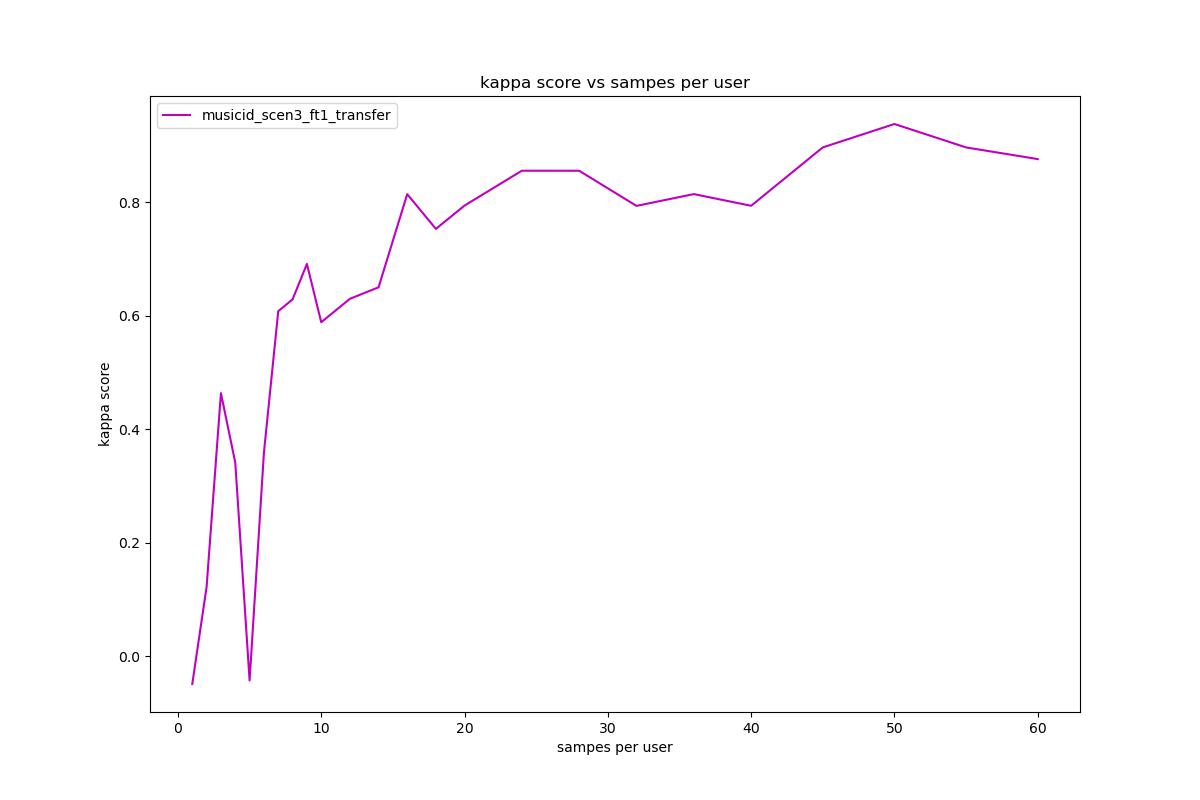 kappa score vs sampes per user
musicid_scen3_ft1_transfer
kappa score
0.8
0.6
0.4
0.2
0.0
0 10 20 30 40 50 60
sampes per user